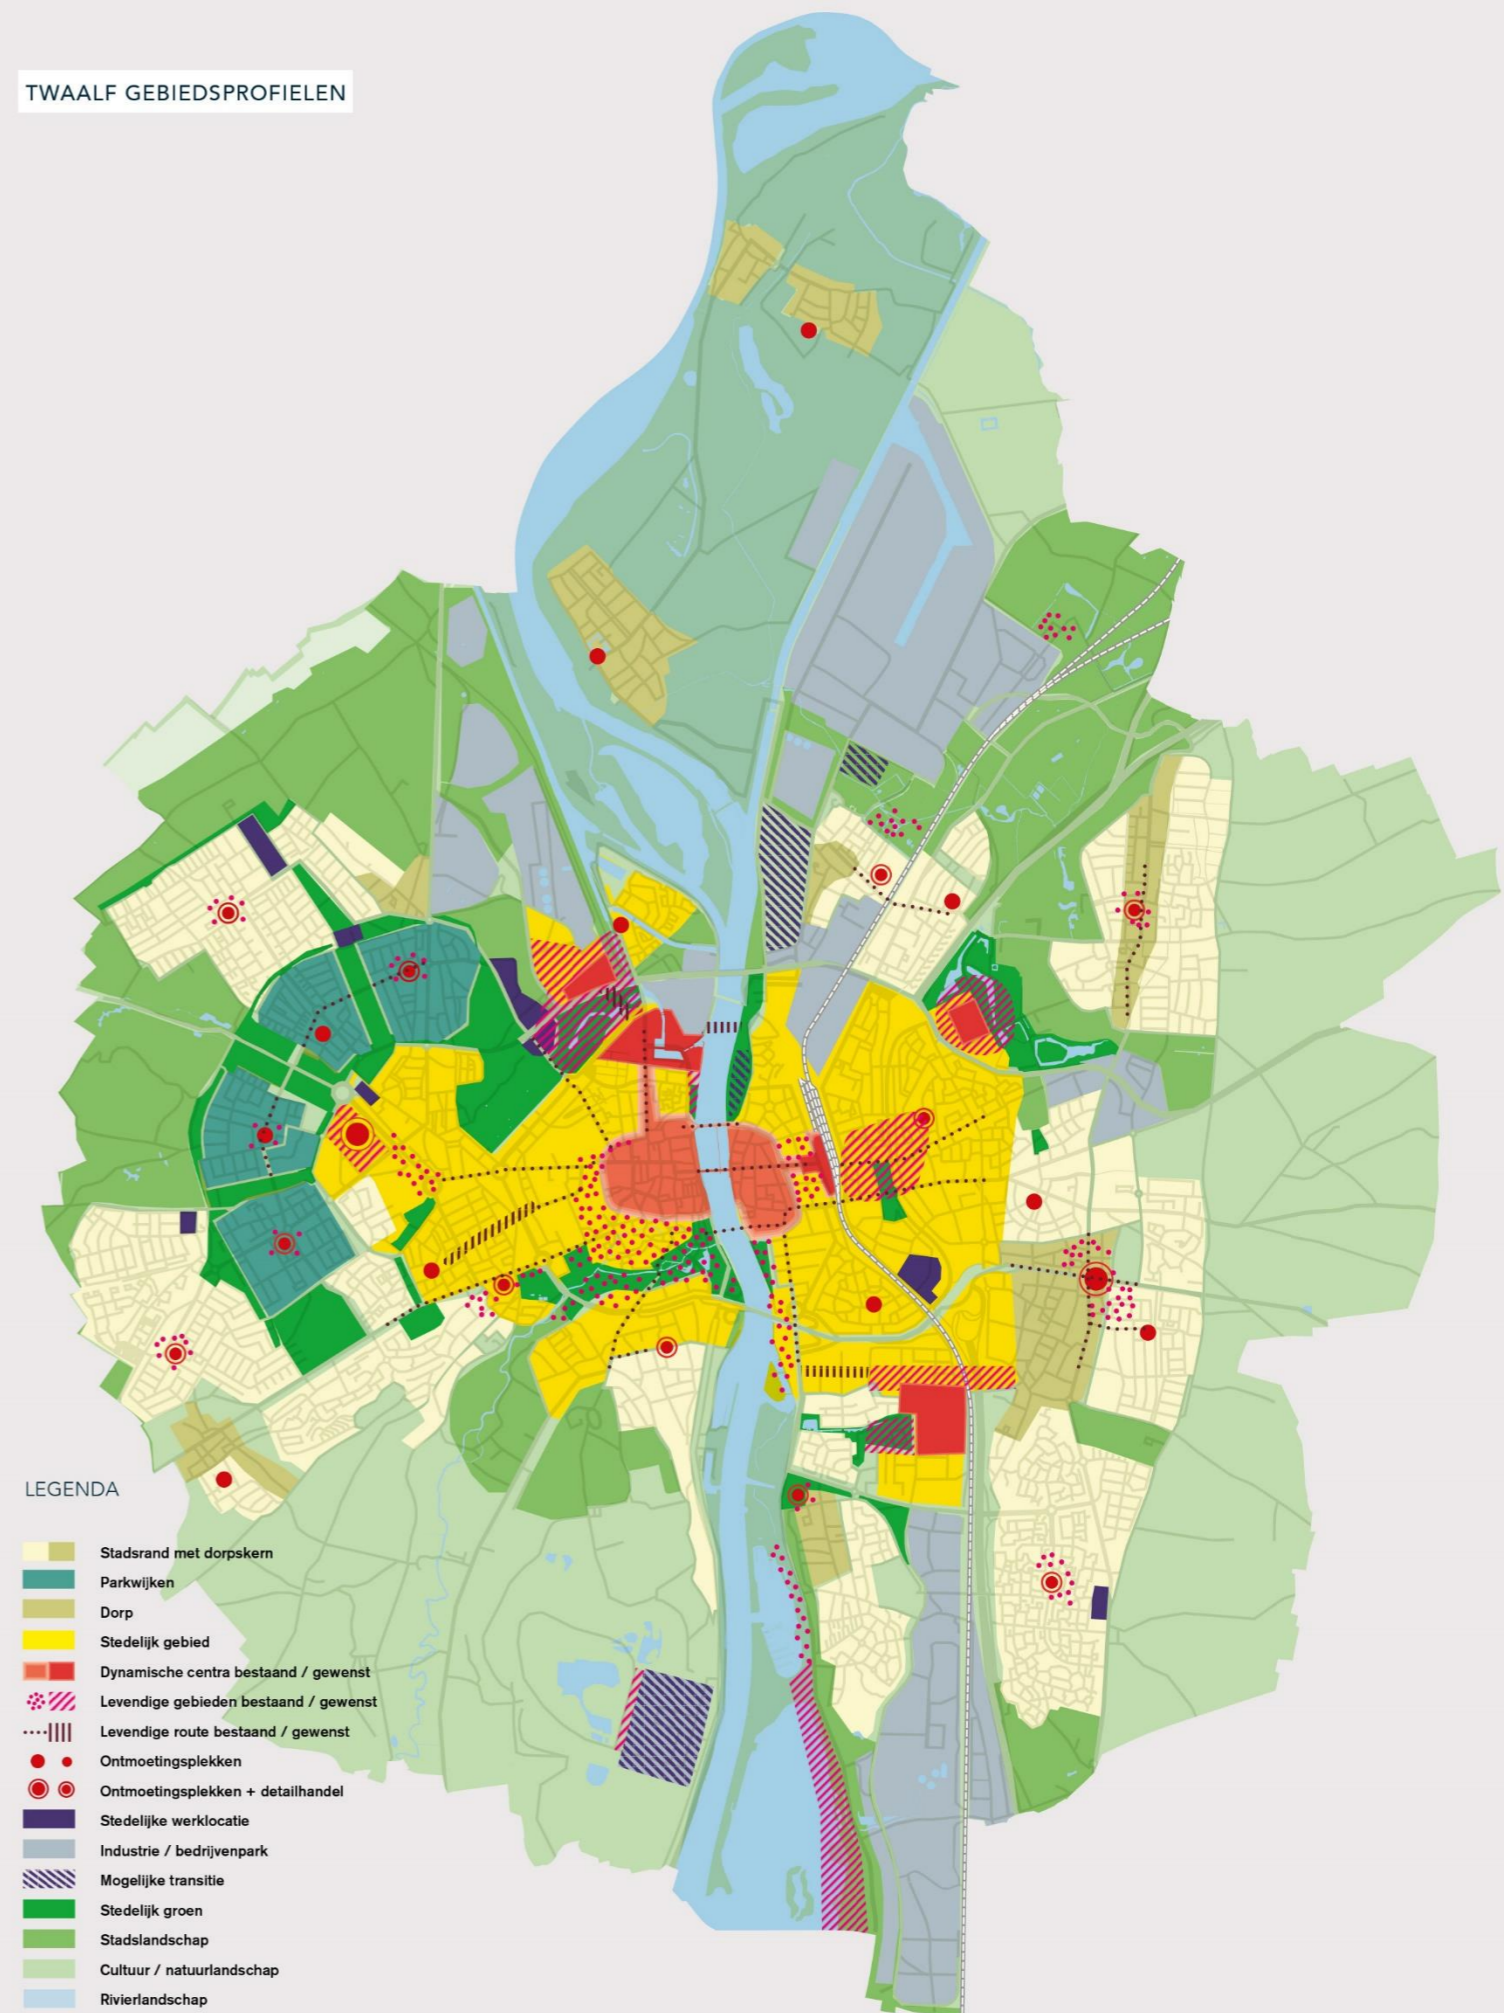 TWAALF GEBIEDSPROFIELEN
LEGENDA
Stadsrand met dorpskern
Parkwijken
Dorp
Stedelijk gebied
Dynamische centra bestaand / gewenst
Levendige gebieden bestaand / gewenst
Levendige route bestaand / gewenst
Ontmoetingsplekken
Ontmoetingsplekken + detailhandel
Stedelijke werklocatie
Industrie / bedrijvenpark
Mogelijke transitie
Stedelijk groen
Stadslandschap
Cultuur / natuurlandschap
Rivierlandschap